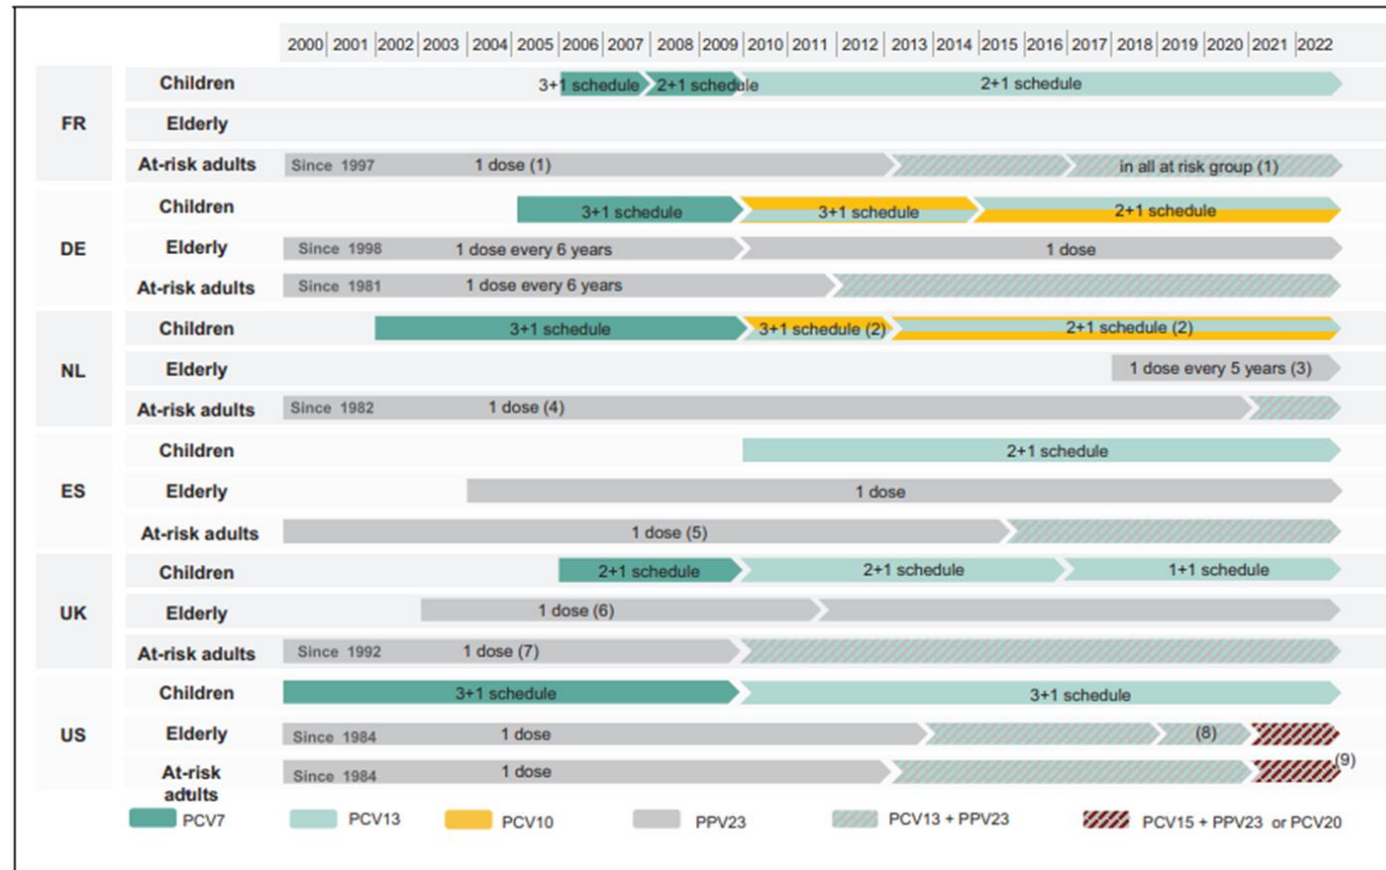 2000 2001 2002 2003 2004 2005 2006 2007 2008 2009 2010 2011 2012 2013 2014 2015 2016 2017 2018 2019 2020 2021 2022
FR
Children 3+1 schedule 2+1 schedule 2+1 schedule
Elderly
At-risk adults Since 1997 1 dose (1) in all at risk group (1)
DE
Children 3+1 schedule 3+1 schedule 2+1 schedule
Elderly Since 1998 1 dose every 6 years 1 dose
At-risk adults Since 1981 1 dose every 6 years
NL
Children 3+1 schedule 3+1 schedule (2) 2+1 schedule (2)
Elderly 1 dose every 5 years (3)
At-risk adults Since 1982 1 dose (4)
ES
Children 2+1 schedule
Elderly 1 dose
At-risk adults 1 dose (5)
UK
Children 2+1 schedule 2+1 schedule 1+1 schedule
Elderly 1 dose (6)
At-risk adults Since 1992 1 dose (7)
US
Children 3+1 schedule 3+1 schedule
Elderly Since 1984 1 dose (8)
At-risk
adults Since 1984 1 dose (9)
PCV7 PCV13 PCV10 PPV23 PCV13 + PPV23 PCV15 + PPV23 or PCV20